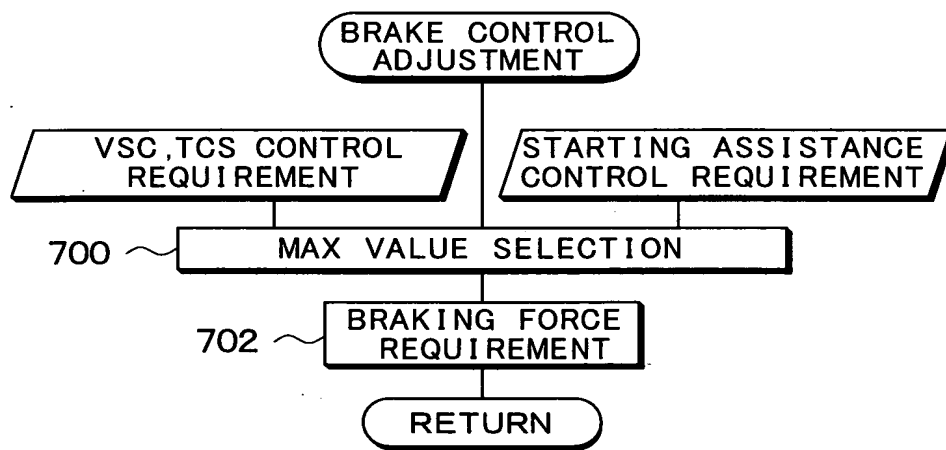 BRAKE CONTROL
ADJUSTMENT
VSC,TCS CONTROL
REQUIREMENT
STARTING ASSISTANCE
CONTROL REQUIREMENT
700
MAX VALUE SELECTION
702
BRAKING FORCE
REQUIREMENT
RETURN